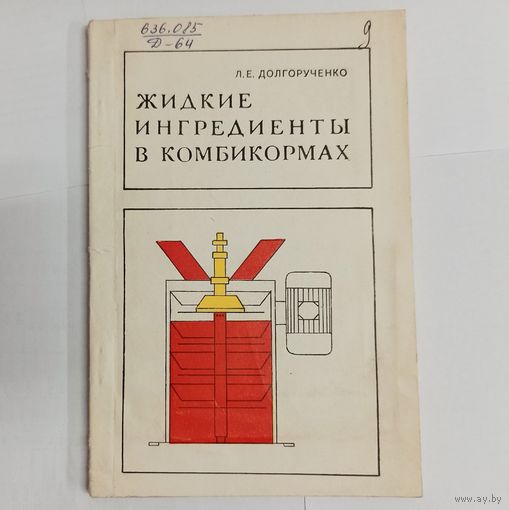 636.085
Д-64
9
Л.Е. ДОЛГОРУЧЕНКО
ЖИДКИЕ
ИНГРЕДИЕНТЫ
В КОМБИКОРМАХ
www.ay.by